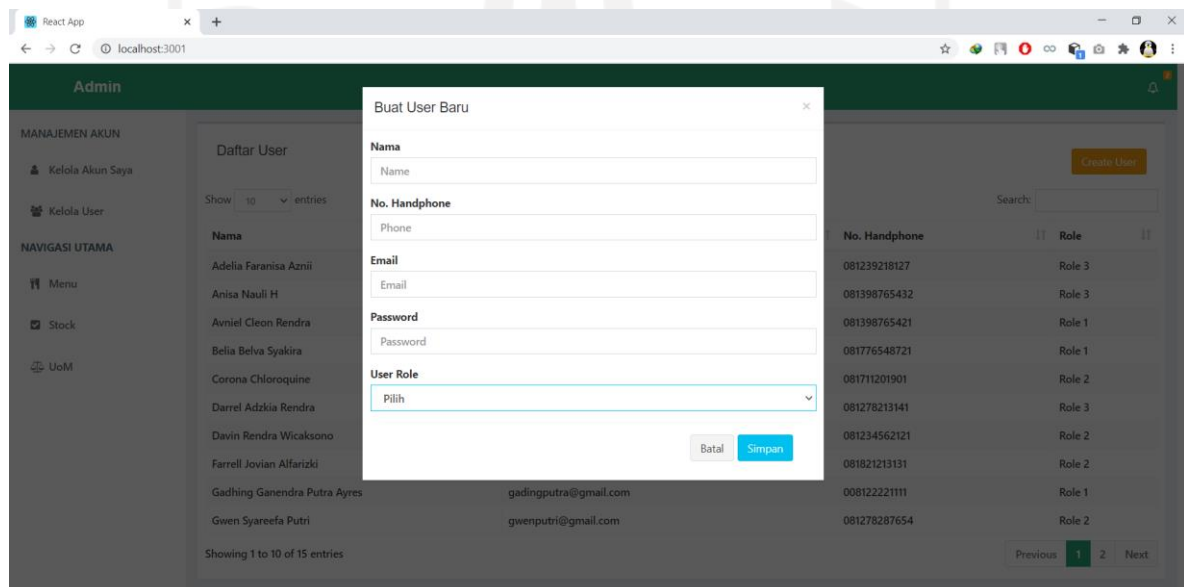 React App
localhost:3001
Admin
Buat User Baru
MANAJEMEN AKUN
Kelola Akun Saya
Kelola User
NAVIGASI UTAMA
Menu
Stock
UoM
Daftar User
Create User
Show 10 entries
Search:
Nama
Name
No. Handphone
Phone
Email
Email
Password
Password
User Role
Pilih
Batal Simpan
Nama No. Handphone Role
Adelia Faranisa Aznii 081239218127 Role 3
Anisa Nauli H 081398765432 Role 3
Avniel Cleon Rendra 081398765421 Role 1
Belia Belva Syakira 081776548721 Role 1
Corona Chloroquine 081711201901 Role 2
Darrel Adzkia Rendra 081278213141 Role 3
Davin Rendra Wicaksono 081234562121 Role 2
Farrell Jovian Alfarizki 081821213131 Role 2
Gadhing Ganendra Putra Ayres gadingputra@gmail.com 008122221111 Role 1
Gwen Syareefa Putri gwenputri@gmail.com 081278287654 Role 2
Showing 1 to 10 of 15 entries
Previous 1 2 Next